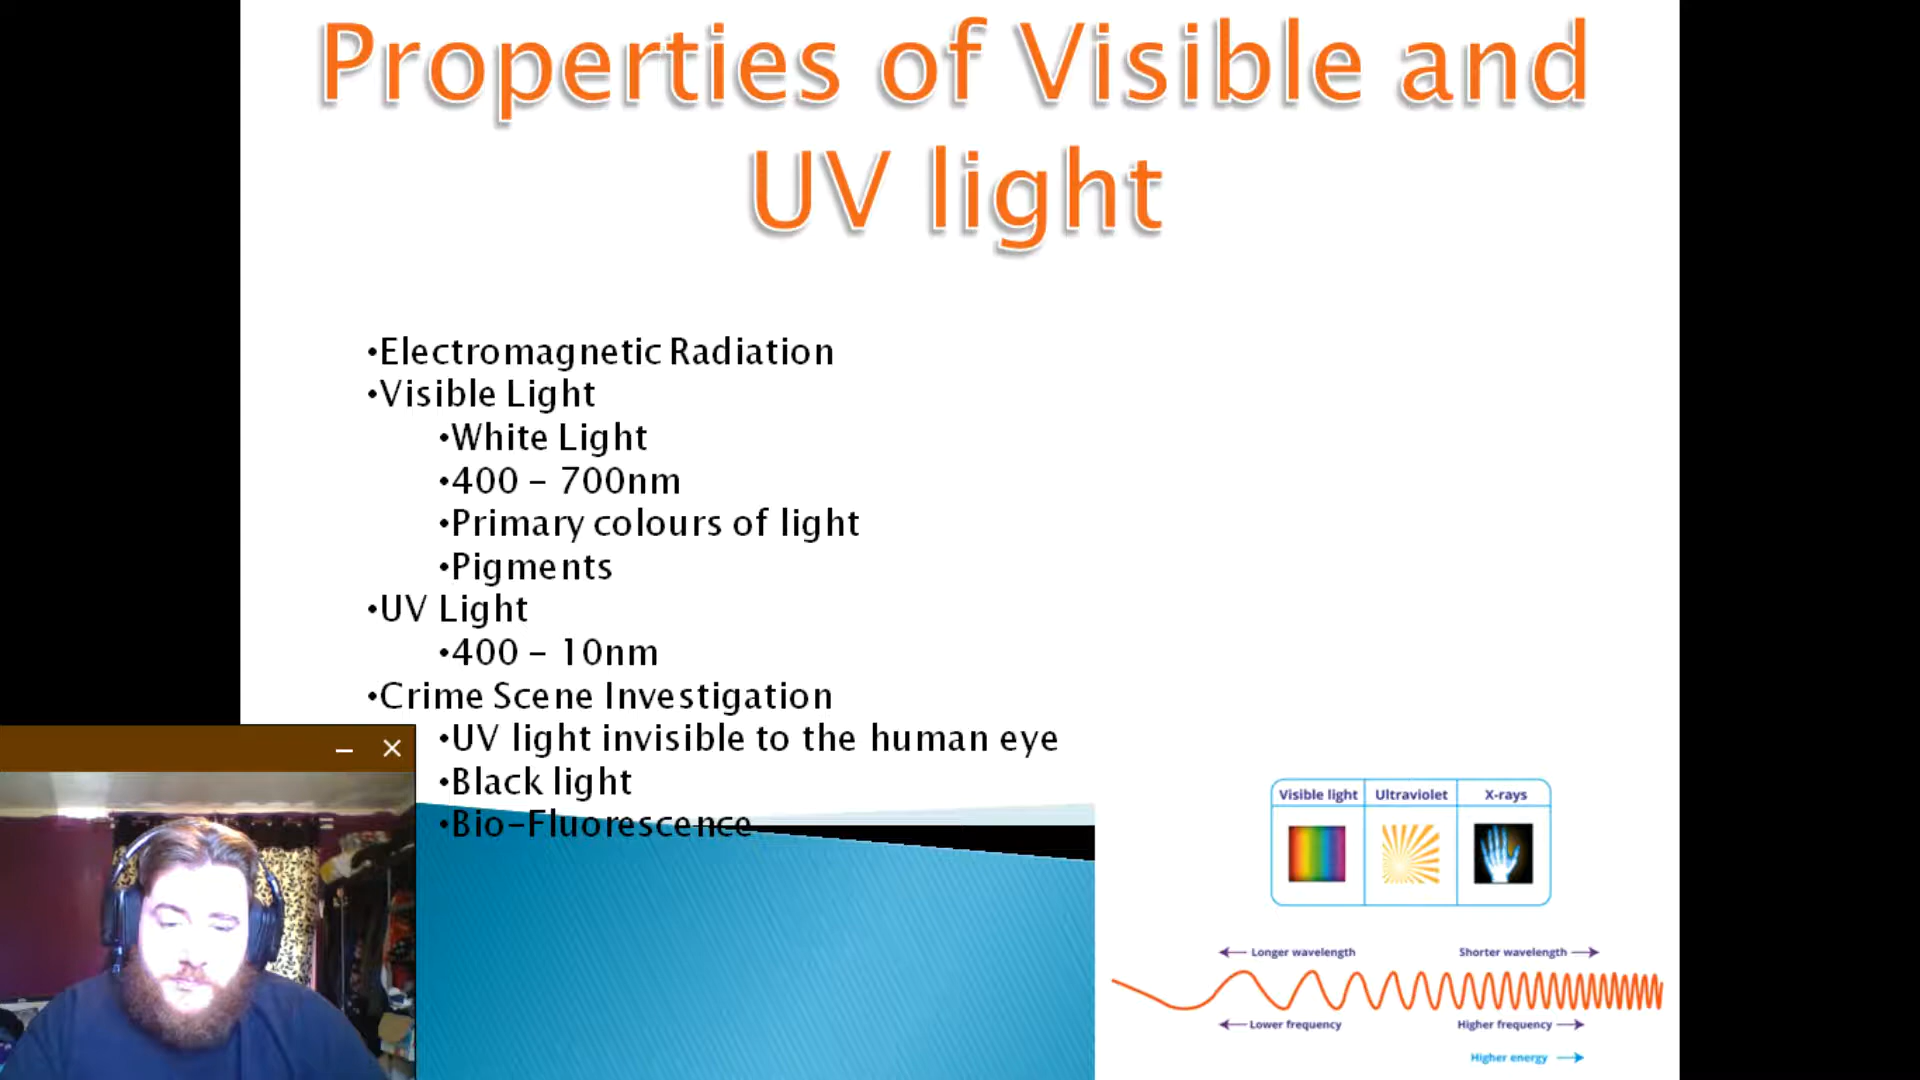 Properties of Visible and
UV light
•Electromagnetic Radiation
•Visible Light
•White Light
•400 – 700nm
•Primary colours of light
•Pigments
•UV Light
•400 – 10nm
•Crime Scene Investigation
•UV light invisible to the human eye
•Black light
•Bio-Fluorescence
Visible light Ultraviolet X-rays
Longer wavelength Shorter wavelength
Lower frequency Higher frequency
Higher energy